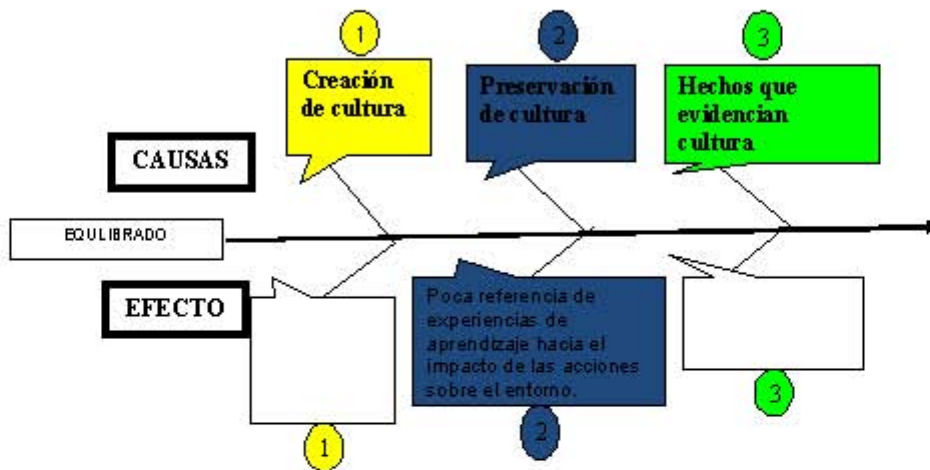 1
2
3
Creación
de cultura
Preservación
de cultura
Hechos que
evidencian
cultura
CAUSAS
EQULIBRADO
EFECTO
Poca referencia de
experiencias de
aprendizaje hacia el
impacto de las acciones
sobre el entorno.
1
2
3